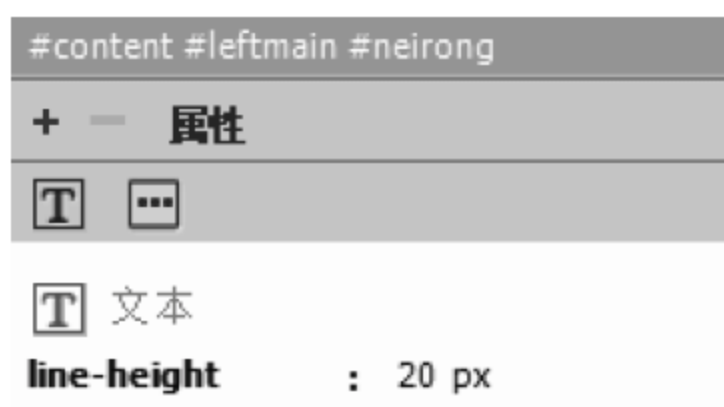 #content #leftmain #neirong
+ − 属性
T ...
T 文本
line-height : 20 px